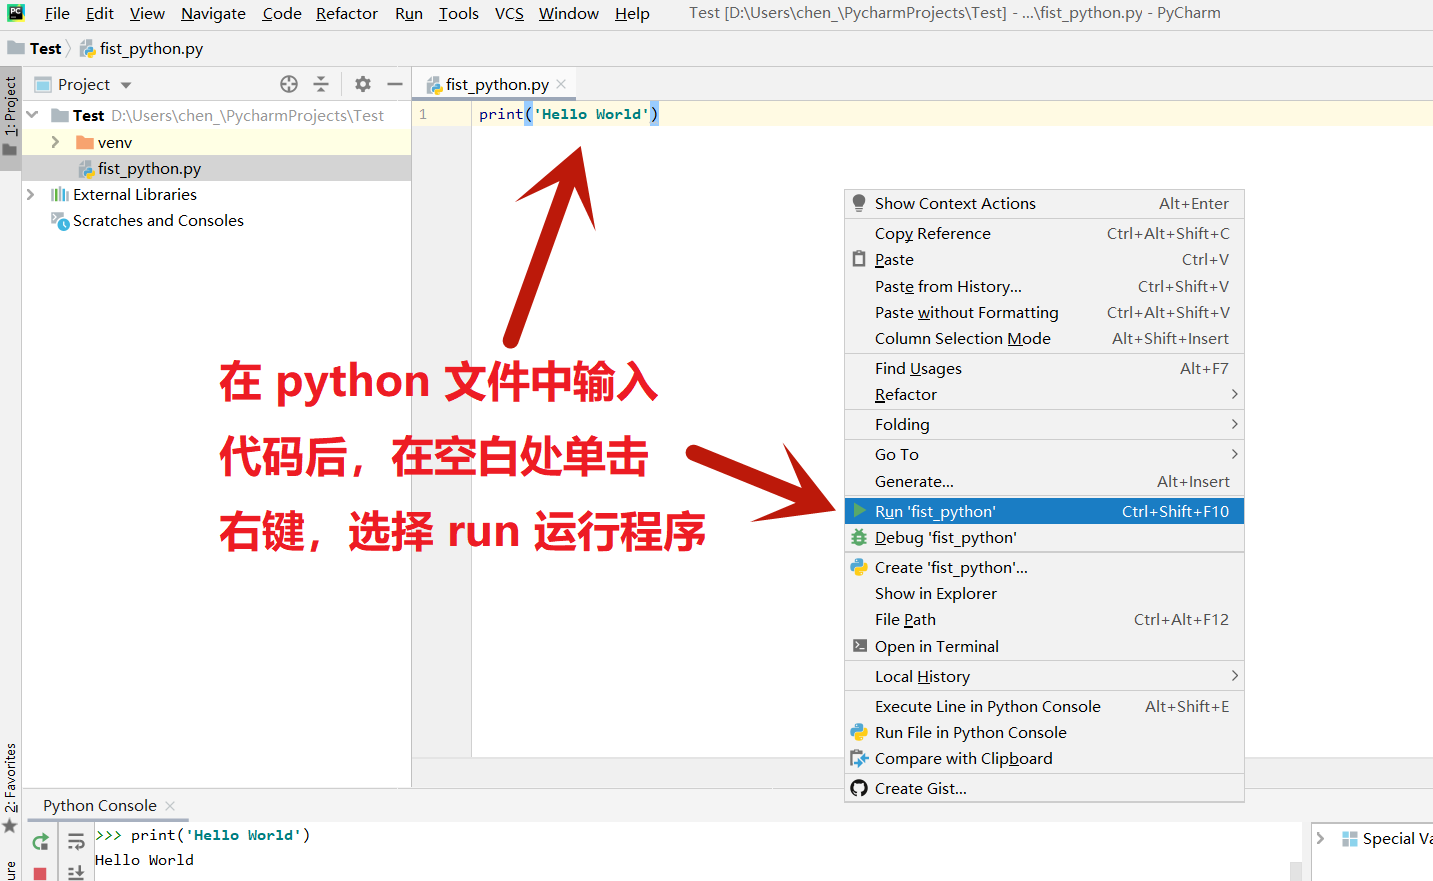 File Edit View Navigate Code Refactor Run Tools VCS Window Help Test [D:\Users\chen_\PycharmProjects\Test] - ...\fist_python.py - PyCharm
Test fist_python.py
1: Project
Project
Test D:\Users\chen_\PycharmProjects\Test
venv
fist_python.py
External Libraries
Scratches and Consoles
fist_python.py
1 print('Hello World')
在 python 文件中输入
代码后，在空白处单击
右键，选择 run 运行程序
Show Context Actions Alt+Enter
Copy Reference Ctrl+Alt+Shift+C
Paste Ctrl+V
Paste from History... Ctrl+Shift+V
Paste without Formatting Ctrl+Alt+Shift+V
Column Selection Mode Alt+Shift+Insert
Find Usages Alt+F7
Refactor
Folding
Go To
Generate... Alt+Insert
Run 'fist_python' Ctrl+Shift+F10
Debug 'fist_python'
Create 'fist_python'...
Show in Explorer
File Path Ctrl+Alt+F12
Open in Terminal
Local History
Execute Line in Python Console Alt+Shift+E
Run File in Python Console
Compare with Clipboard
Create Gist...
2: Favorites
Python Console
>>> print('Hello World')
Hello World
Special